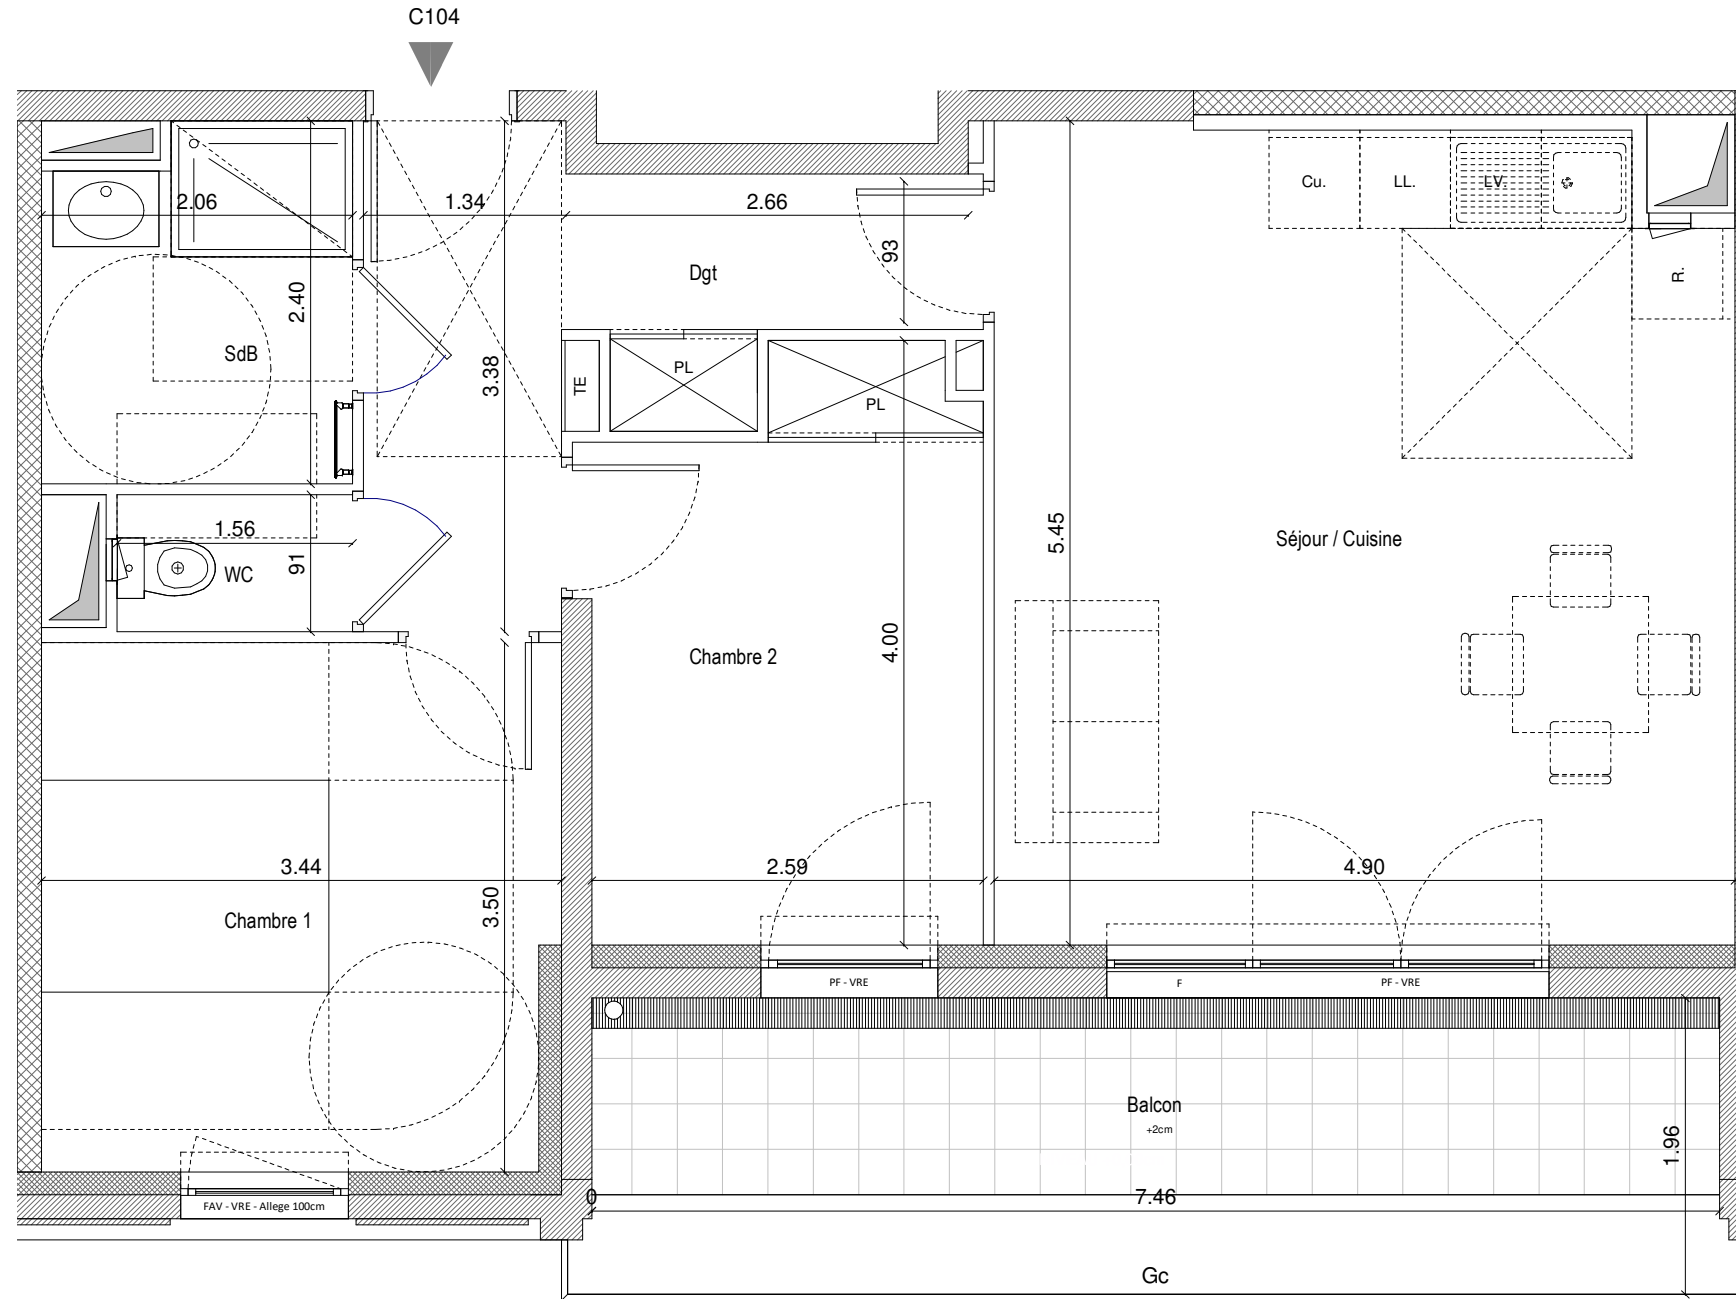 C104
Cu.
LL.
LV
2.06
1.34
2.66
93
Dgt
R.
2.40
SdB
3.38
TE
PL
PL
1.56
91
WC
5.45
Séjour / Cuisine
4.00
Chambre 2
3.44
2.59
4.90
3.50
Chambre 1
PF - VRE
F
PF - VRE
Balcon
+2cm
1.96
0
7.46
FAV - VRE - Allege 100cm
Gc